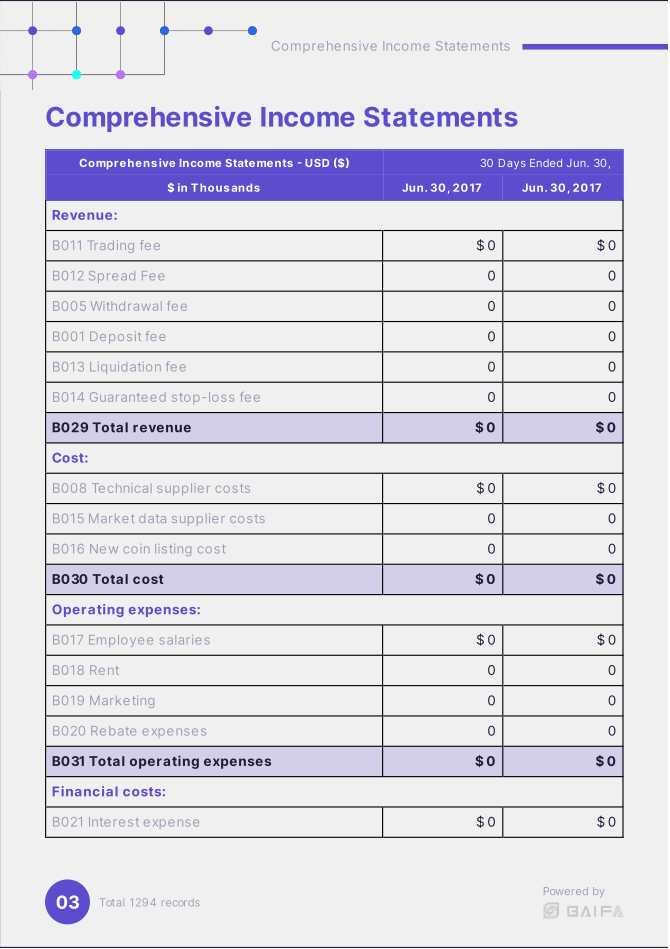 Comprehensive Income Statements
Comprehensive Income Statements
Comprehensive Income Statements - USD ($) 30 Days Ended Jun. 30,
$ in Thousands Jun. 30, 2017 Jun. 30, 2017
Revenue:
B011 Trading fee $ 0 $ 0
B012 Spread Fee 0 0
B005 Withdrawal fee 0 0
B001 Deposit fee 0 0
B013 Liquidation fee 0 0
B014 Guaranteed stop-loss fee 0 0
B029 Total revenue $ 0 $ 0
Cost:
B008 Technical supplier costs $ 0 $ 0
B015 Market data supplier costs 0 0
B016 New coin listing cost 0 0
B030 Total cost $ 0 $ 0
Operating expenses:
B017 Employee salaries $ 0 $ 0
B018 Rent 0 0
B019 Marketing 0 0
B020 Rebate expenses 0 0
B031 Total operating expenses $ 0 $ 0
Financial costs:
B021 Interest expense $ 0 $ 0
03 Total 1294 records
Powered by
GAIFA